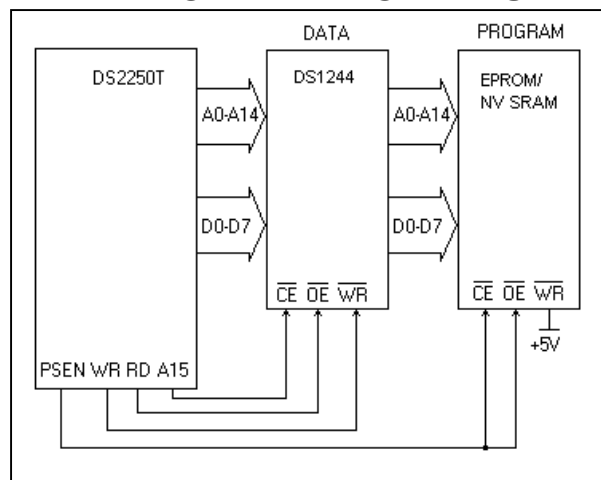 DATA PROGRAM
DS2250T DS1244 EPROM/
NV SRAM
A0-A14 A0-A14
D0-D7 D0-D7
CE OE WR CE OE WR
PSEN WR RD A15 +5V